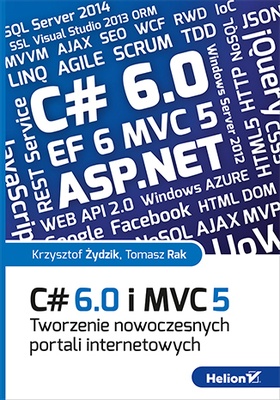 SQL Server 2014
SSL Visual Studio 2013 ORM
MVVM AJAX SEO WCF RWD IoC
LINQ AGILE SCRUM TDD
C# 6.0
EF 6 MVC 5
ASP.NET
WEB API 2.0 Windows AZURE
Google Facebook HTML DOM
NoSQL AJAX MVP
UoW
REST Service
JavaScript
Windows Server 2012
jQuery
HTTP
JSON
Krzysztof Żydzik, Tomasz Rak
C# 6.0 i MVC 5
Tworzenie nowoczesnych
portali internetowych
Helion